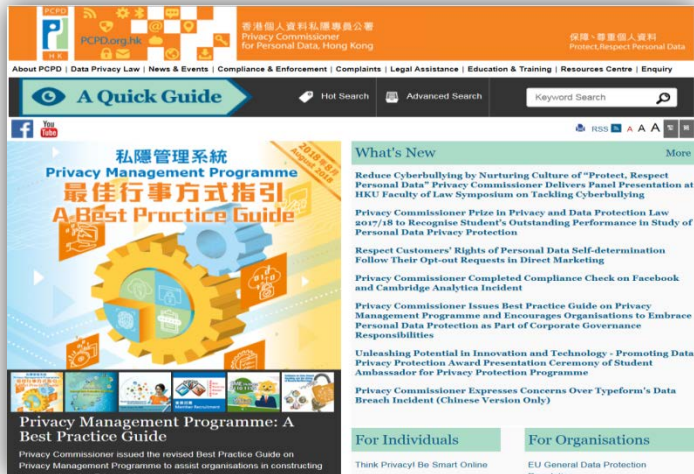 PCPD
H K
PCPD.org.hk
香港個人資料私隱專員公署
Privacy Commissioner
for Personal Data, Hong Kong
保障、尊重個人資料
Protect, Respect Personal Data
About PCPD | Data Privacy Law | News & Events | Compliance & Enforcement | Complaints | Legal Assistance | Education & Training | Resources Centre | Enquiry
A Quick Guide
Hot Search
Advanced Search
Keyword Search
f
You
Tube
RSS
A A A
繁
私隱管理系統
Privacy Management Programme
2018年8月
August 2018
最佳行事方式指引
A Best Practice Guide
Member Recruitment
Privacy Management Programme: A
Best Practice Guide
Privacy Commissioner issued the revised Best Practice Guide on
Privacy Management Programme to assist organisations in constructing
What's New
More
Reduce Cyberbullying by Nurturing Culture of “Protect, Respect
Personal Data” Privacy Commissioner Delivers Panel Presentation at
HKU Faculty of Law Symposium on Tackling Cyberbullying
Privacy Commissioner Prize in Privacy and Data Protection Law
2017/18 to Recognise Student's Outstanding Performance in Study of
Personal Data Privacy Protection
Respect Customers' Rights of Personal Data Self-determination
Follow Their Opt-out Requests in Direct Marketing
Privacy Commissioner Completed Compliance Check on Facebook
and Cambridge Analytica Incident
Privacy Commissioner Issues Best Practice Guide on Privacy
Management Programme and Encourages Organisations to Embrace
Personal Data Protection as Part of Corporate Governance
Responsibilities
Unleashing Potential in Innovation and Technology - Promoting Data
Privacy Protection Award Presentation Ceremony of Student
Ambassador for Privacy Protection Programme
Privacy Commissioner Expresses Concerns Over Typeform's Data
Breach Incident (Chinese Version Only)
For Individuals
Think Privacy! Be Smart Online
For Organisations
EU General Data Protection